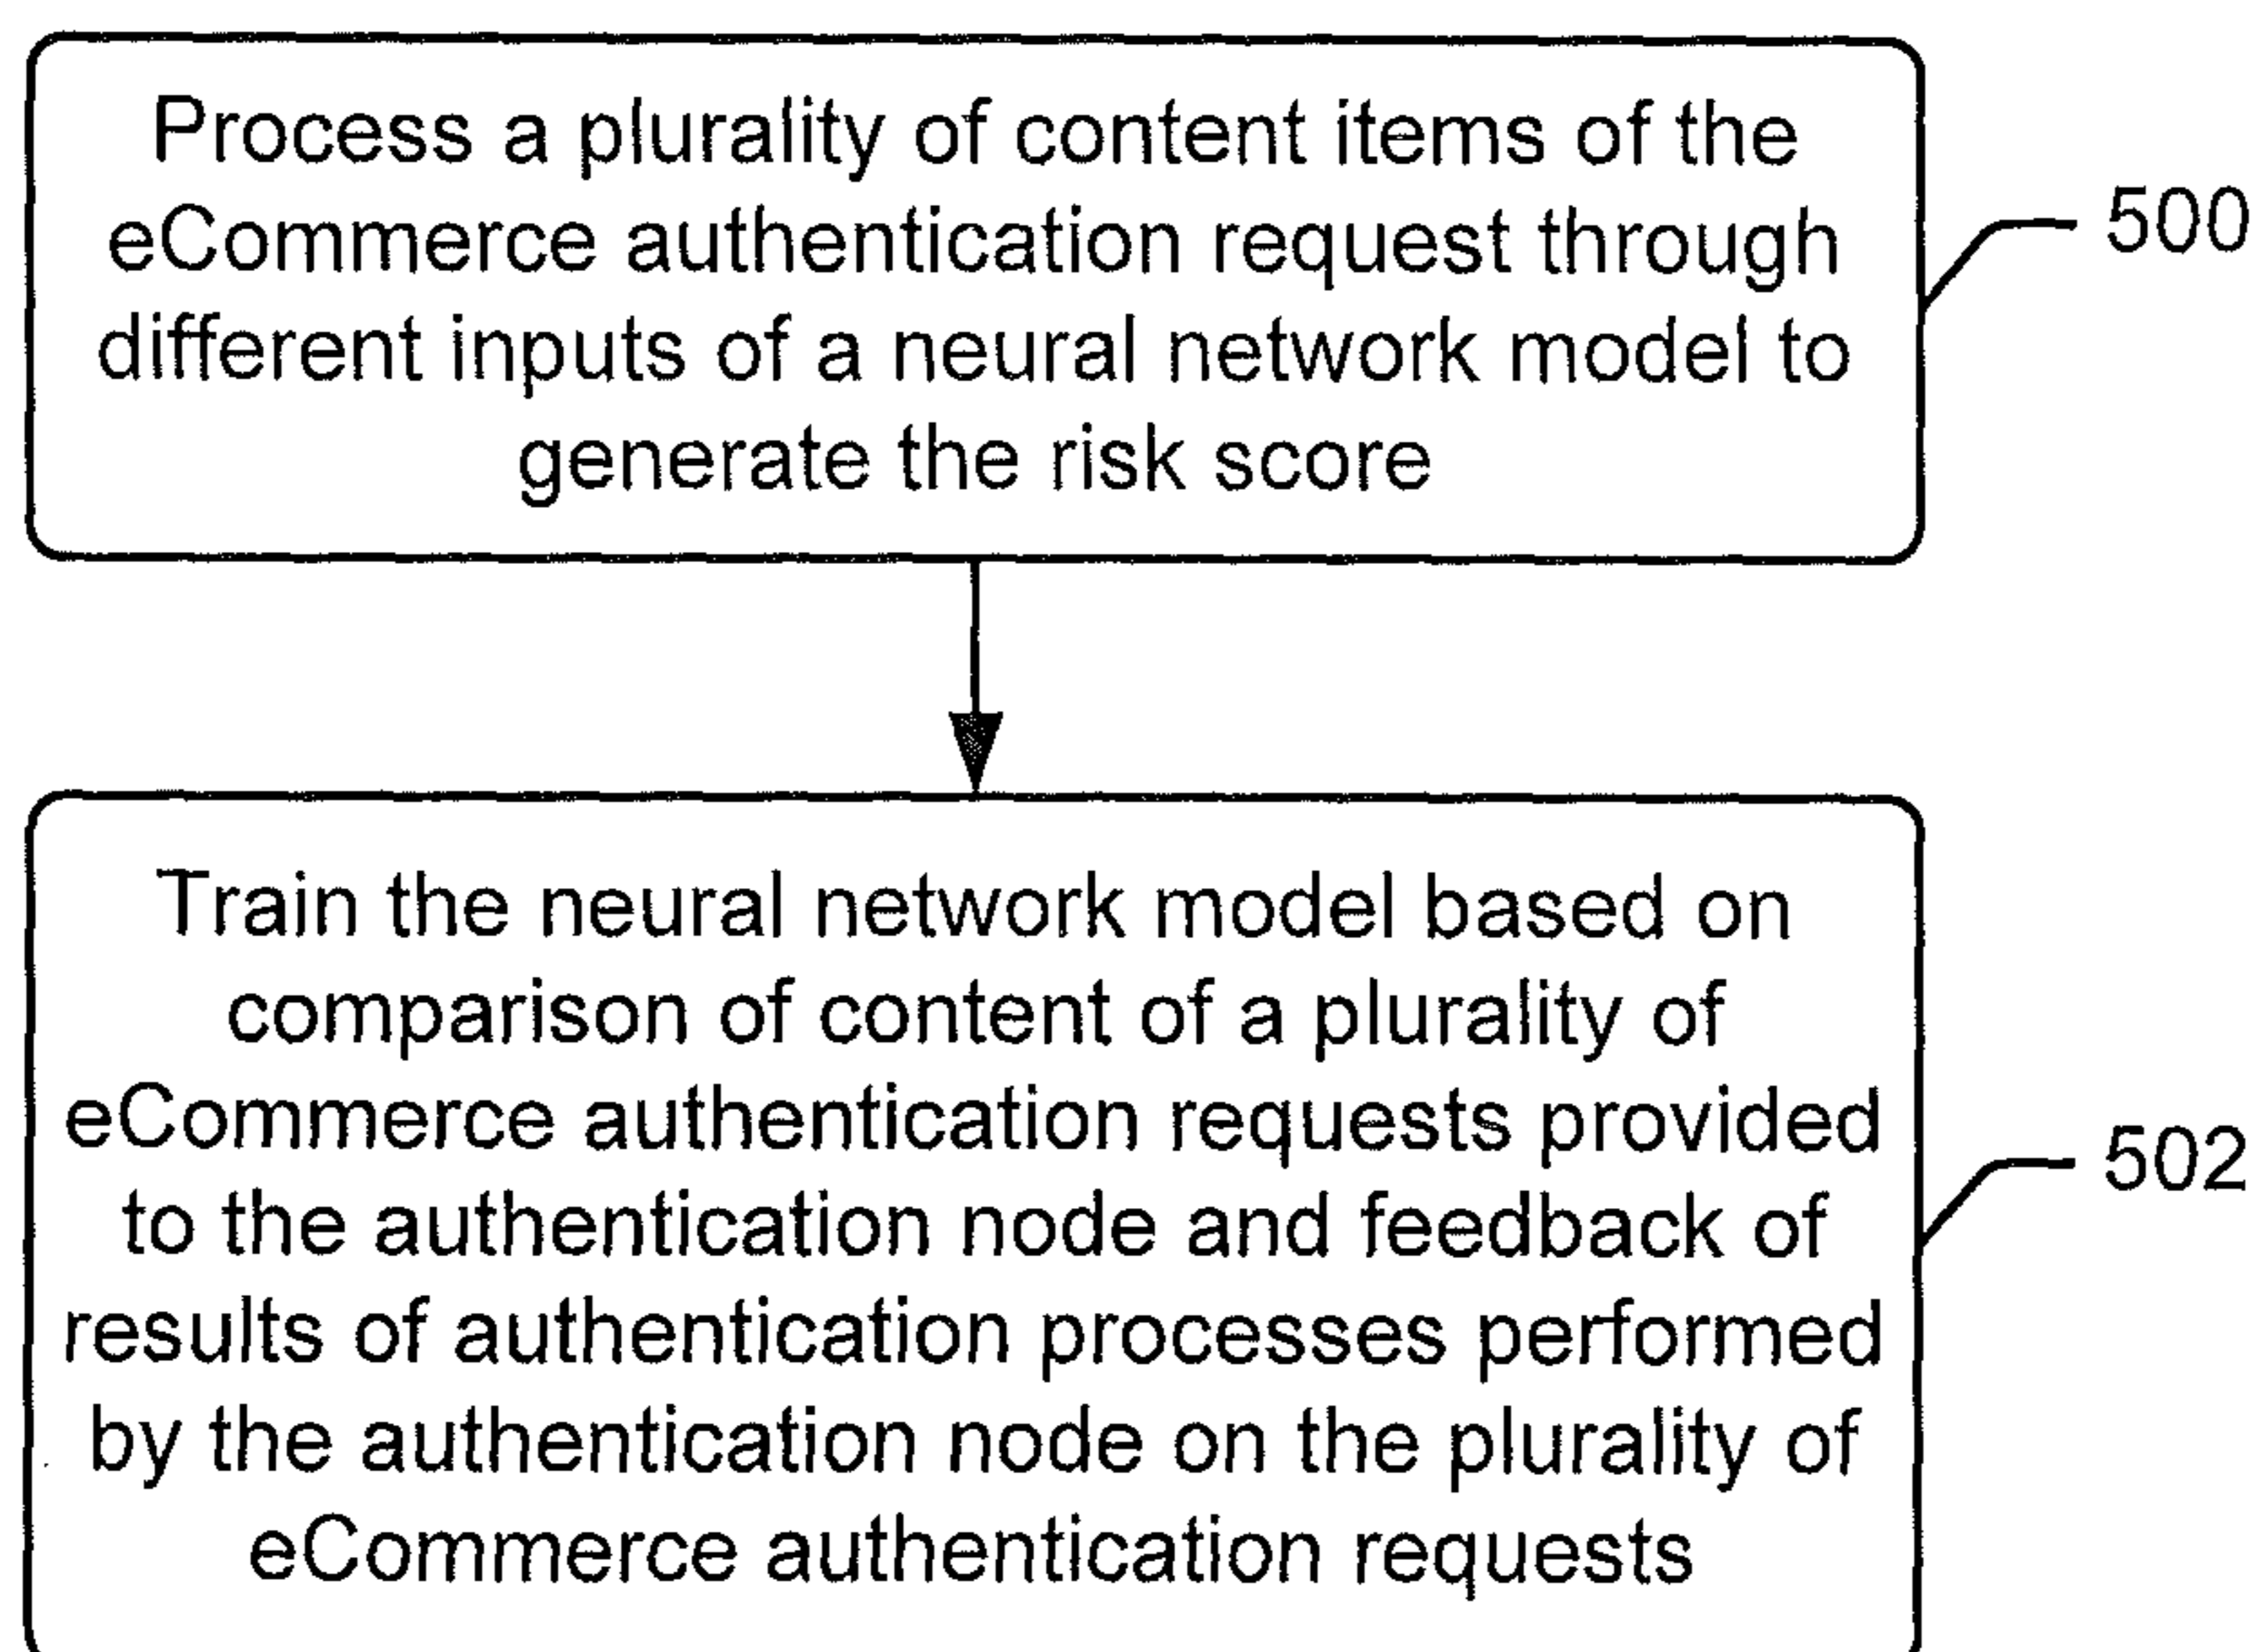 Process a plurality of content items of the
eCommerce authentication request through
different inputs of a neural network model to
generate the risk score
500
Train the neural network model based on
comparison of content of a plurality of
eCommerce authentication requests provided
to the authentication node and feedback of
results of authentication processes performed
by the authentication node on the plurality of
eCommerce authentication requests
502